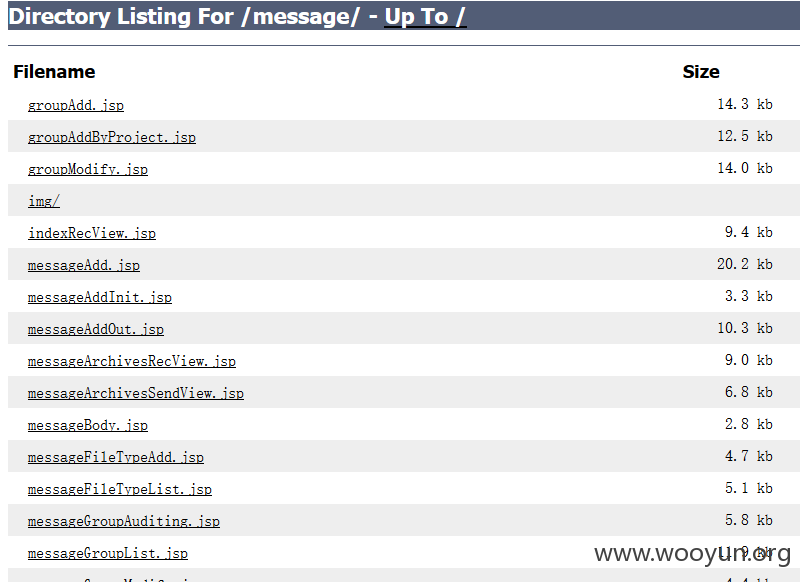 Directory Listing For /message/ - Up To /
Filename Size
groupAdd.jsp 14.3 kb
groupAddByProject.jsp 12.5 kb
groupModify.jsp 14.0 kb
img/
indexRecView.jsp 9.4 kb
messageAdd.jsp 20.2 kb
messageAddInit.jsp 3.3 kb
messageAddOut.jsp 10.3 kb
messageArchivesRecView.jsp 9.0 kb
messageArchivesSendView.jsp 6.8 kb
messageBody.jsp 2.8 kb
messageFileTypeAdd.jsp 4.7 kb
messageFileTypeList.jsp 5.1 kb
messageGroupAuditing.jsp 5.8 kb
messageGroupList.jsp kb
www.wooyun.org